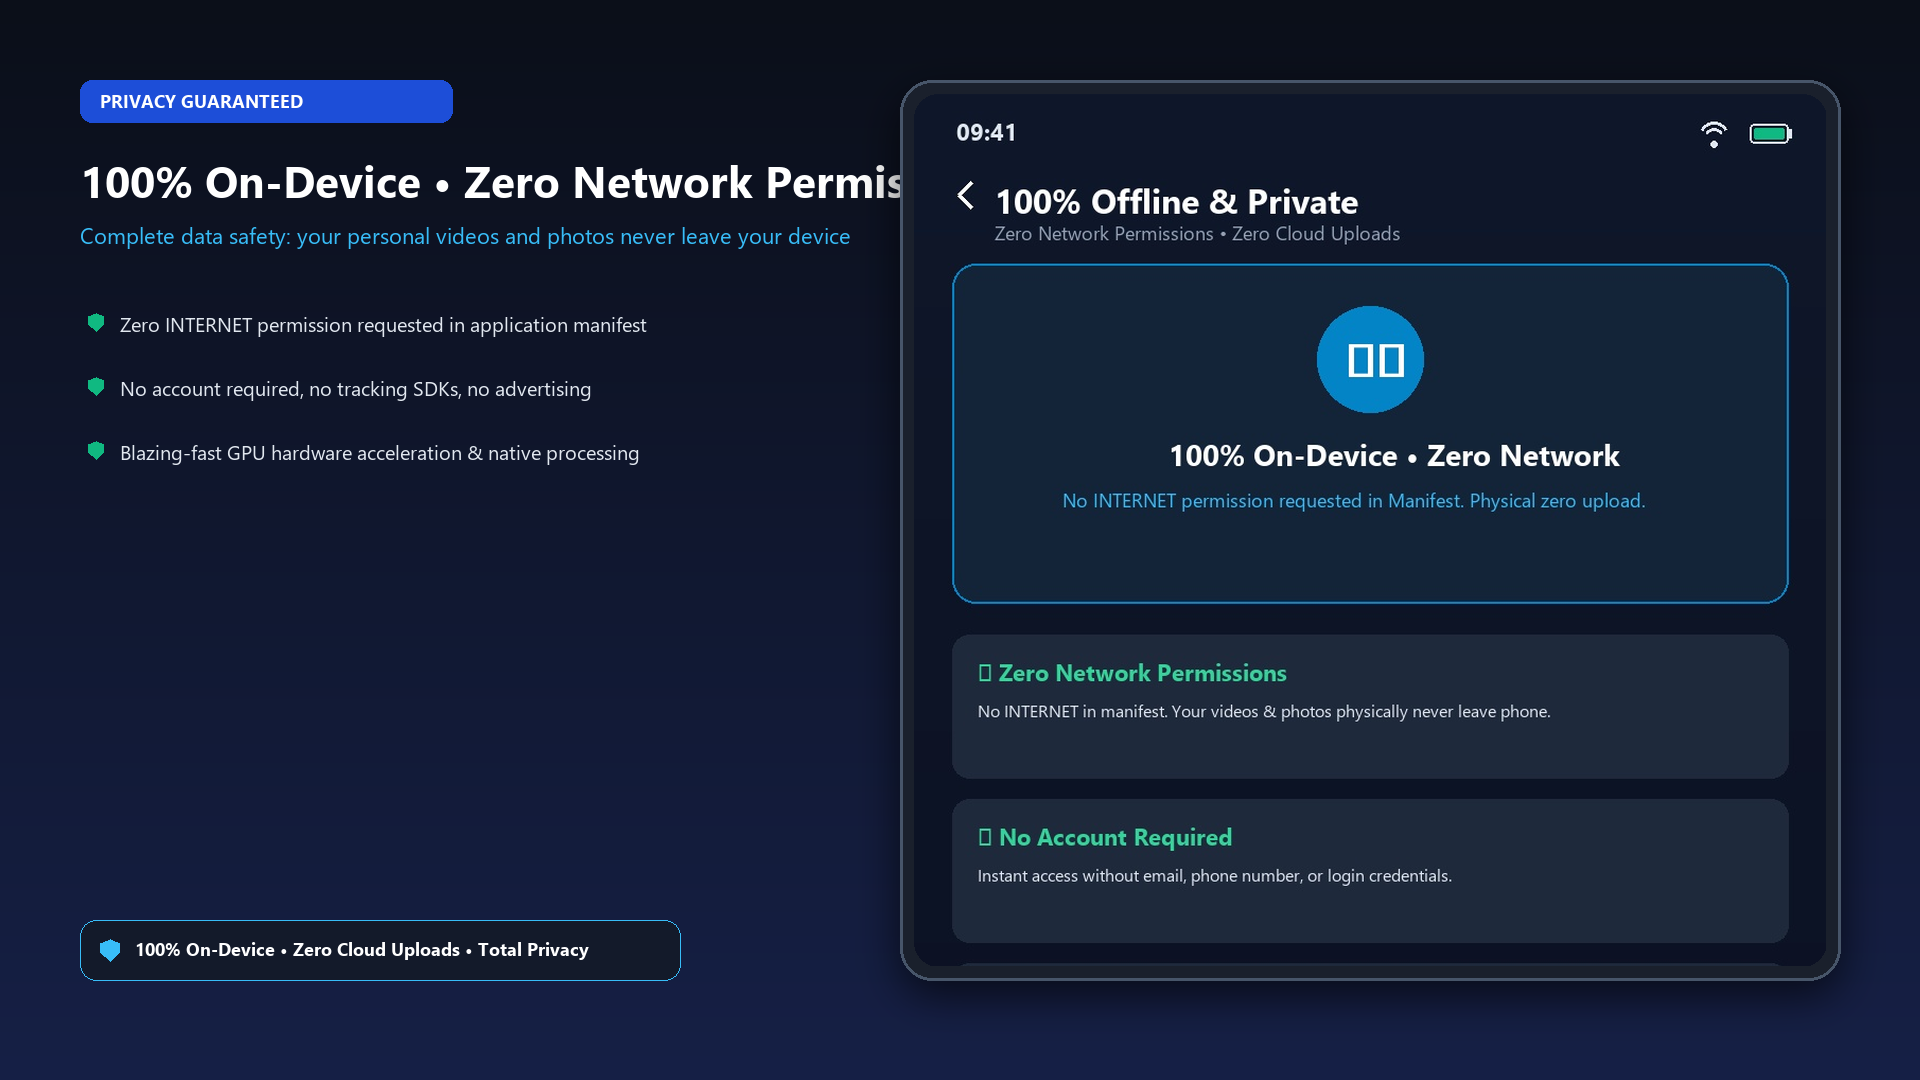 PRIVACY GUARANTEED
100% On-Device • Zero Network Permis
Complete data safety: your personal videos and photos never leave your device
Zero INTERNET permission requested in application manifest
No account required, no tracking SDKs, no advertising
Blazing-fast GPU hardware acceleration & native processing
100% On-Device • Zero Cloud Uploads • Total Privacy
09:41
100% Offline & Private
Zero Network Permissions • Zero Cloud Uploads
100% On-Device • Zero Network
No INTERNET permission requested in Manifest. Physical zero upload.
Zero Network Permissions
No INTERNET in manifest. Your videos & photos physically never leave phone.
No Account Required
Instant access without email, phone number, or login credentials.